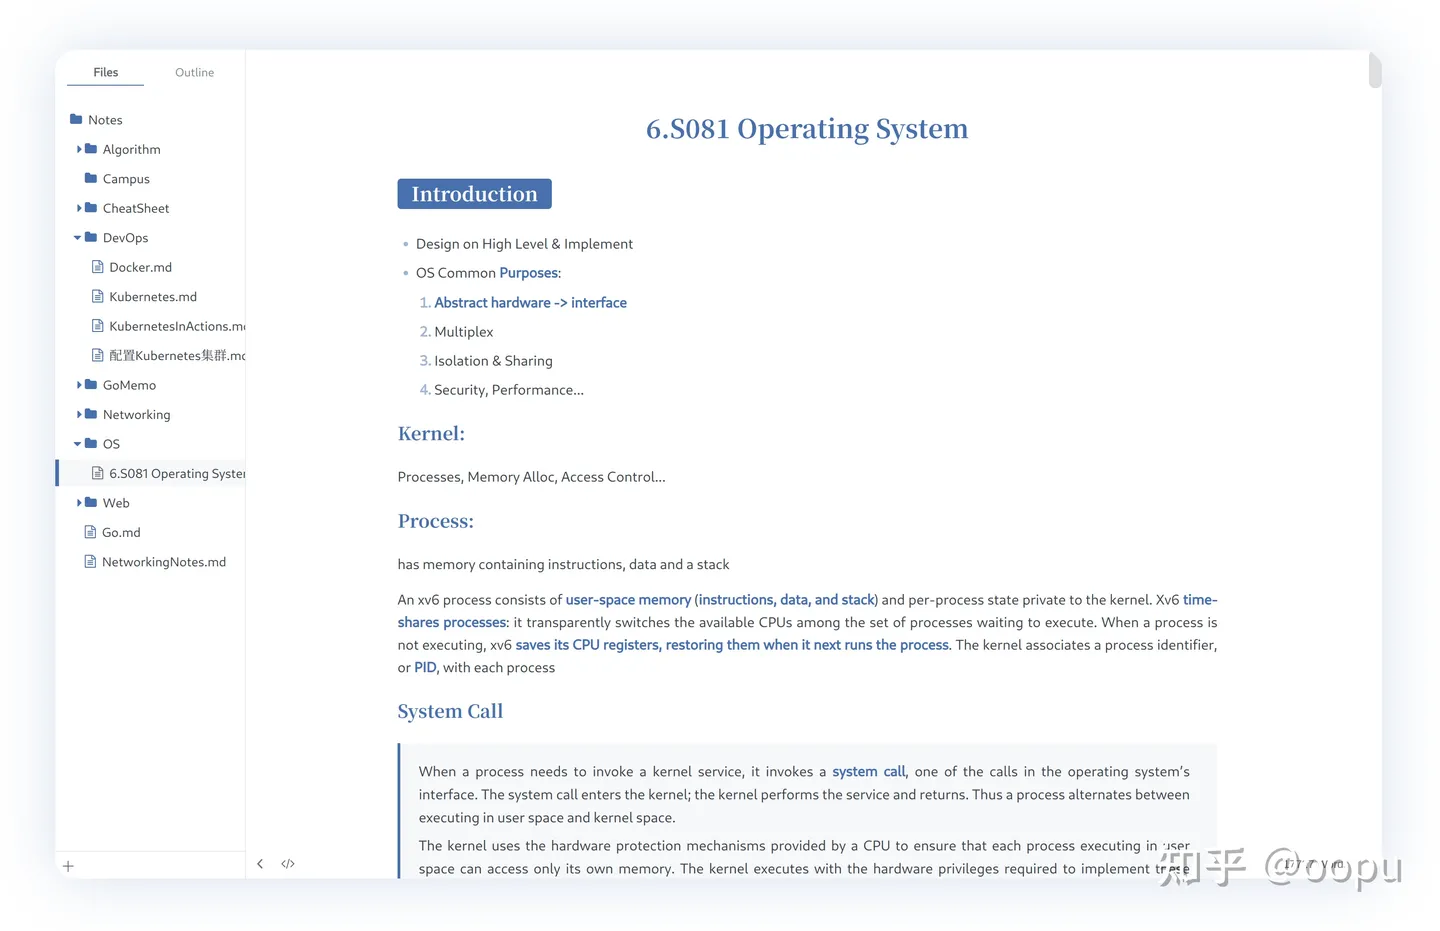 Files
Outline
Notes
Algorithm
Campus
CheatSheet
DevOps
Docker.md
Kubernetes.md
KubernetesInActions.m
配置Kubernetes集群.m
GoMemo
Networking
OS
6.S081 Operating Syste
Web
Go.md
NetworkingNotes.md
6.S081 Operating System
Introduction
• Design on High Level & Implement
• OS Common Purposes:
1. Abstract hardware -> interface
2. Multiplex
3. Isolation & Sharing
4. Security, Performance...
Kernel:
Processes, Memory Alloc, Access Control...
Process:
has memory containing instructions, data and a stack
An xv6 process consists of user-space memory (instructions, data, and stack) and per-process state private to the kernel. Xv6 time-
shares processes: it transparently switches the available CPUs among the set of processes waiting to execute. When a process is
not executing, xv6 saves its CPU registers, restoring them when it next runs the process. The kernel associates a process identifier,
or PID, with each process
System Call
When a process needs to invoke a kernel service, it invokes a system call, one of the calls in the operating system's
interface. The system call enters the kernel; the kernel performs the service and returns. Thus a process alternates between
executing in user space and kernel space.
The kernel uses the hardware protection mechanisms provided by a CPU to ensure that each process executing in user
space can access only its own memory. The kernel executes with the hardware privileges required to implement these
+
< </>
知乎 @oopu